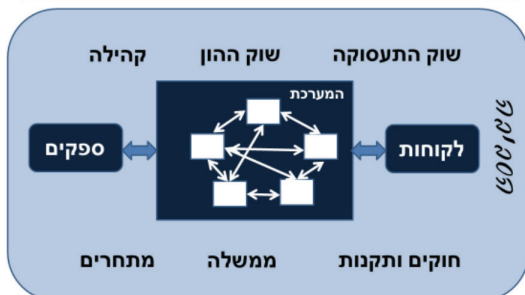 שוק התעסוקה שוק ההון קהילה
המערכת
לקוחות ספקים
חוקים ותקנות ממשלה מתחרים